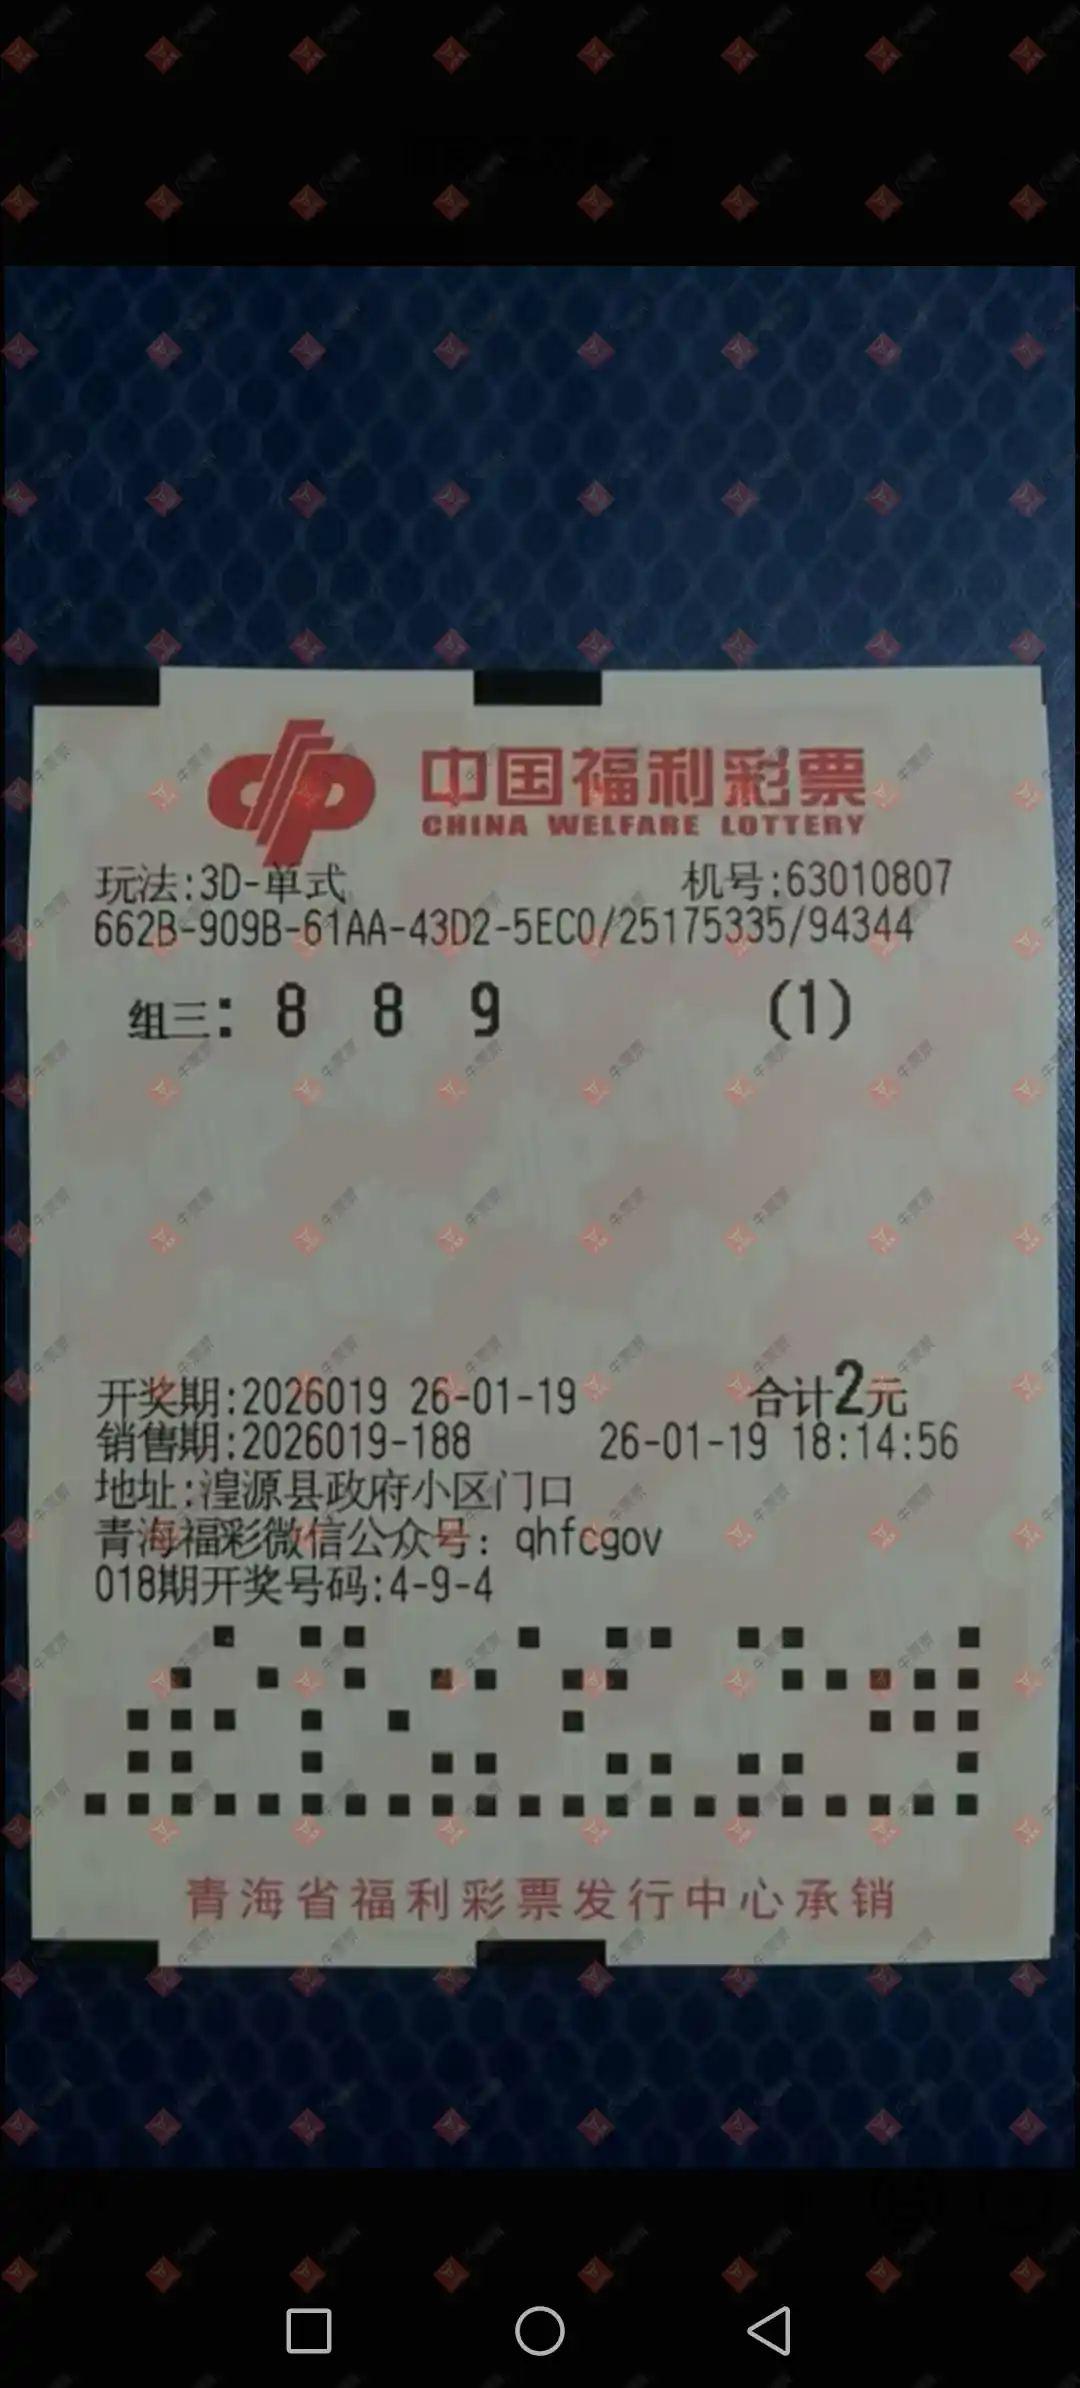 中国福利彩票
CHINA WELFARE LOTTERY
玩法:3D-单式 机号:63010807
662B-909B-61AA-43D2-5EC0/25175335/94344
组三: 8 8 9 (1)
开奖期:2026019 26-01-19 合计2元
销售期:2026019-188 26-01-19 18:14:56
地址:湟源县政府小区门口
青海福彩微信公众号: qhfcgov
018期开奖号码:4-9-4
青海省福利彩票发行中心承销